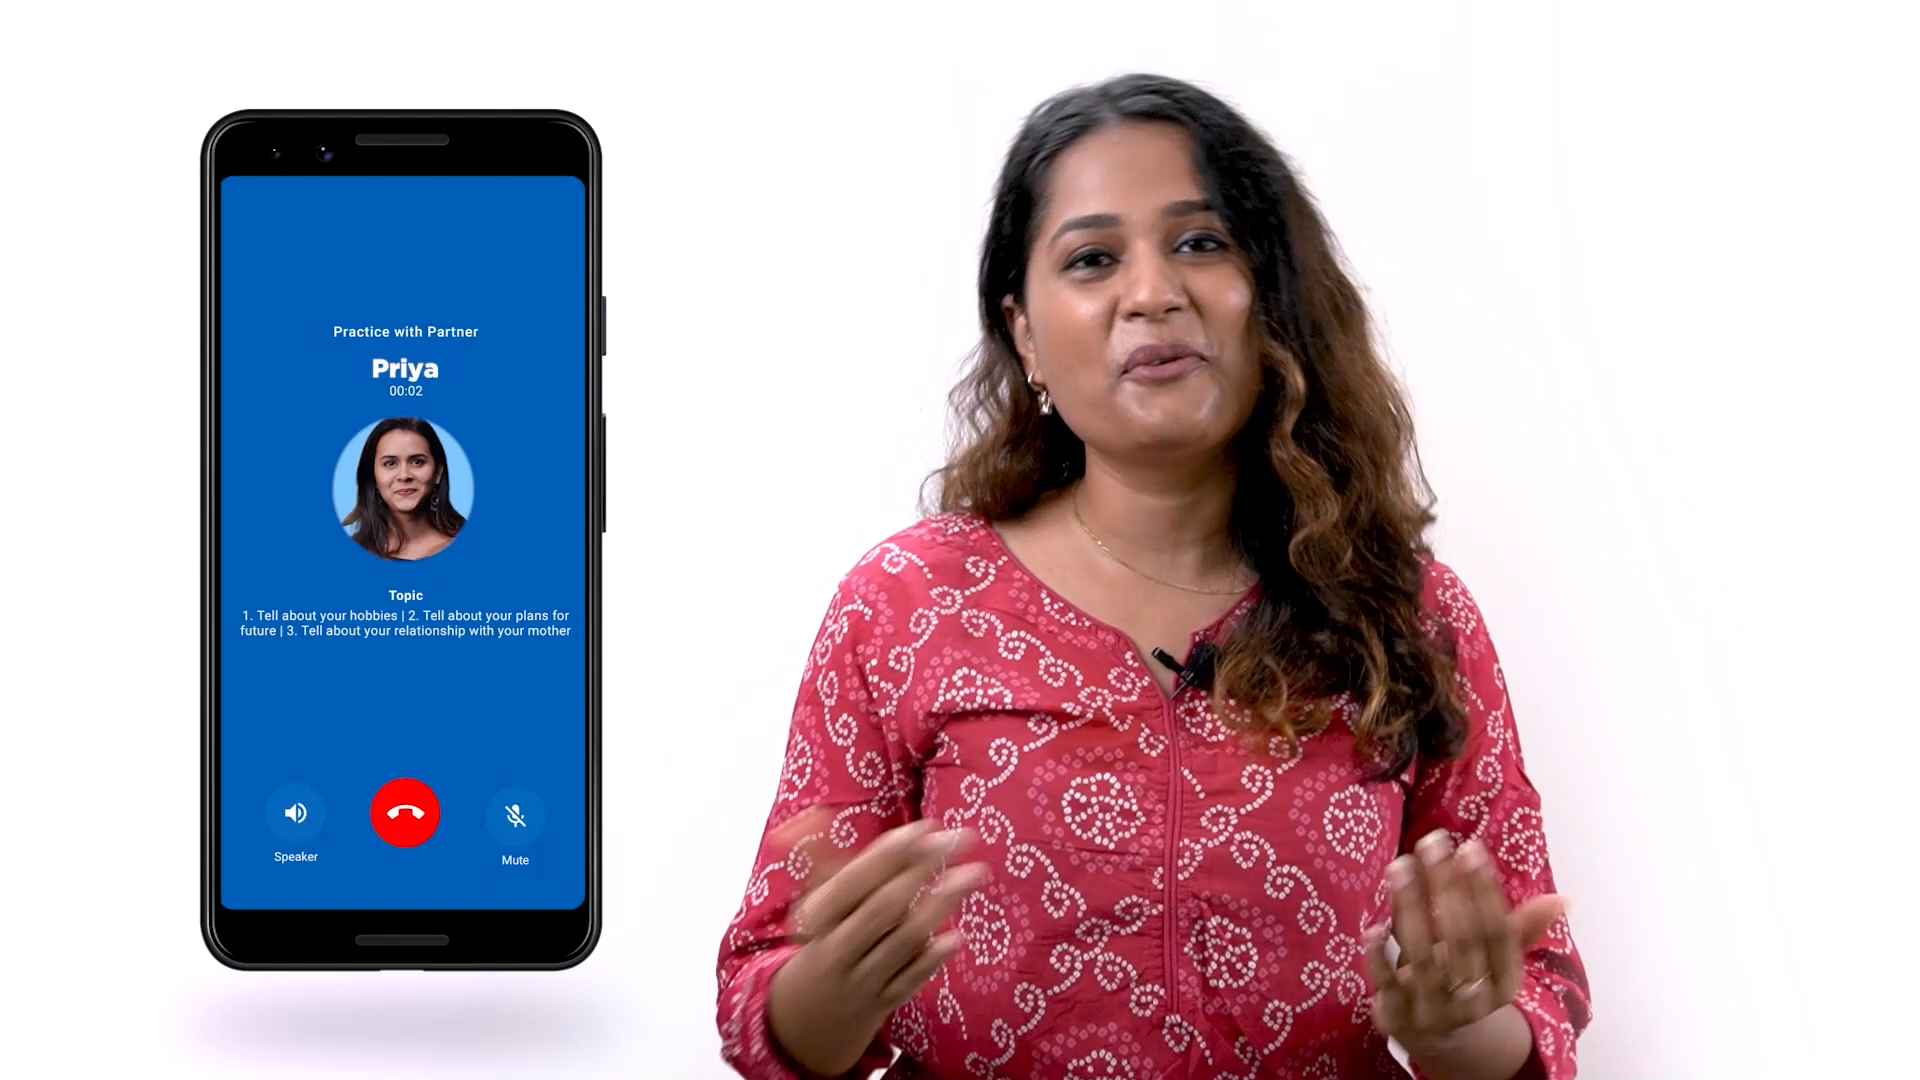 Practice with Partner
Priya
00:02
Topic
1. Tell about your hobbies | 2. Tell about your plans for
future | 3. Tell about your relationship with your mother
Speaker
Mute